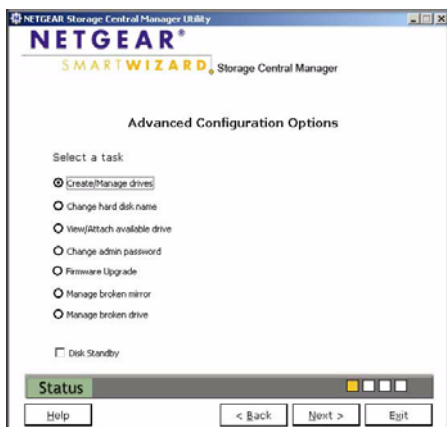 NETGEAR Storage Central Manager Utility
NETGEAR®
SMARTWIZARD Storage Central Manager
Advanced Configuration Options
Select a task
Create/Manage drives
Change hard disk name
View/Attach available drive
Change admin password
Firmware Upgrade
Manage broken mirror
Manage broken drive
Disk Standby
Status
Help < Back Next > Exit